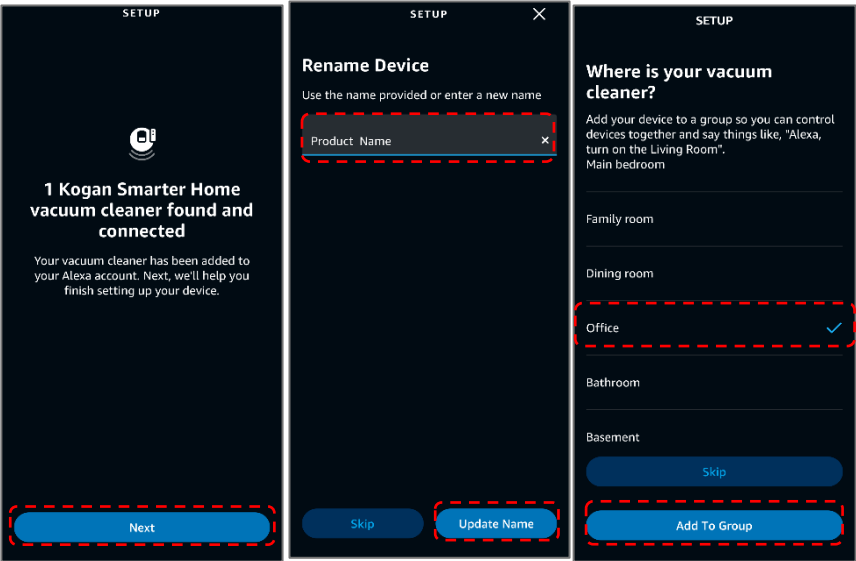 SETUP
1 Kogan Smarter Home
vacuum cleaner found and
connected
Your vacuum cleaner has been added to
your Alexa account. Next, we'll help you
finish setting up your device.
Next
SETUP
Rename Device
Use the name provided or enter a new name
Product Name
Skip
Update Name
SETUP
Where is your vacuum
cleaner?
Add your device to a group so you can control
devices together and say things like, "Alexa,
turn on the Living Room".
Main bedroom
Family room
Dining room
Office
Bathroom
Basement
Skip
Add To Group